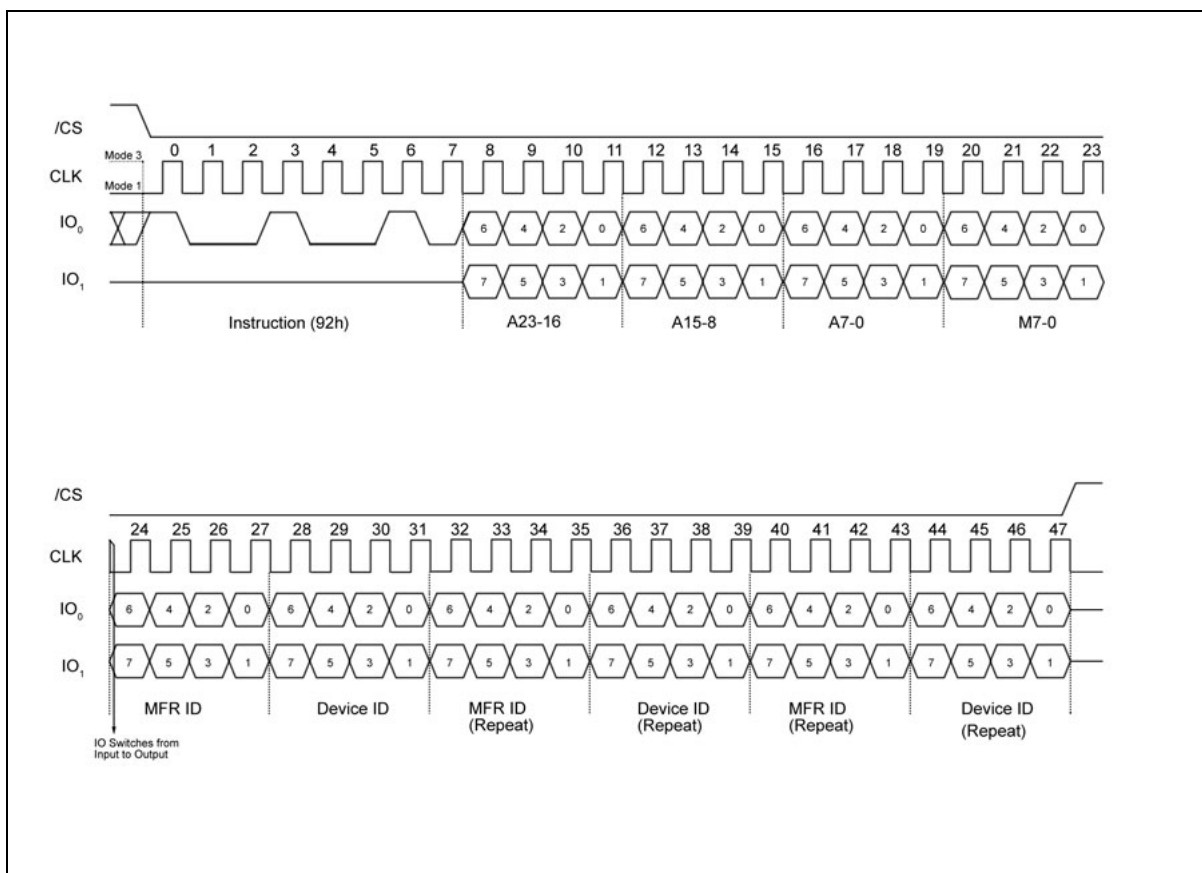 /CS
Mode 3
0 1 2 3 4 5 6 7 8 9 10 11 12 13 14 15 16 17 18 19 20 21 22 23
CLK
Mode 1
IO0
6 4 2 0 6 4 2 0 6 4 2 0 6 4 2 0
IO1
7 5 3 1 7 5 3 1 7 5 3 1 7 5 3 1
Instruction (92h) A23-16 A15-8 A7-0 M7-0
/CS
24 25 26 27 28 29 30 31 32 33 34 35 36 37 38 39 40 41 42 43 44 45 46 47
CLK
IO0
6 4 2 0 6 4 2 0 6 4 2 0 6 4 2 0 6 4 2 0 6 4 2 0
IO1
7 5 3 1 7 5 3 1 7 5 3 1 7 5 3 1 7 5 3 1 7 5 3 1
MFR ID Device ID MFR ID Device ID MFR ID Device ID
(Repeat) (Repeat) (Repeat) (Repeat)
IO Switches from
Input to Output